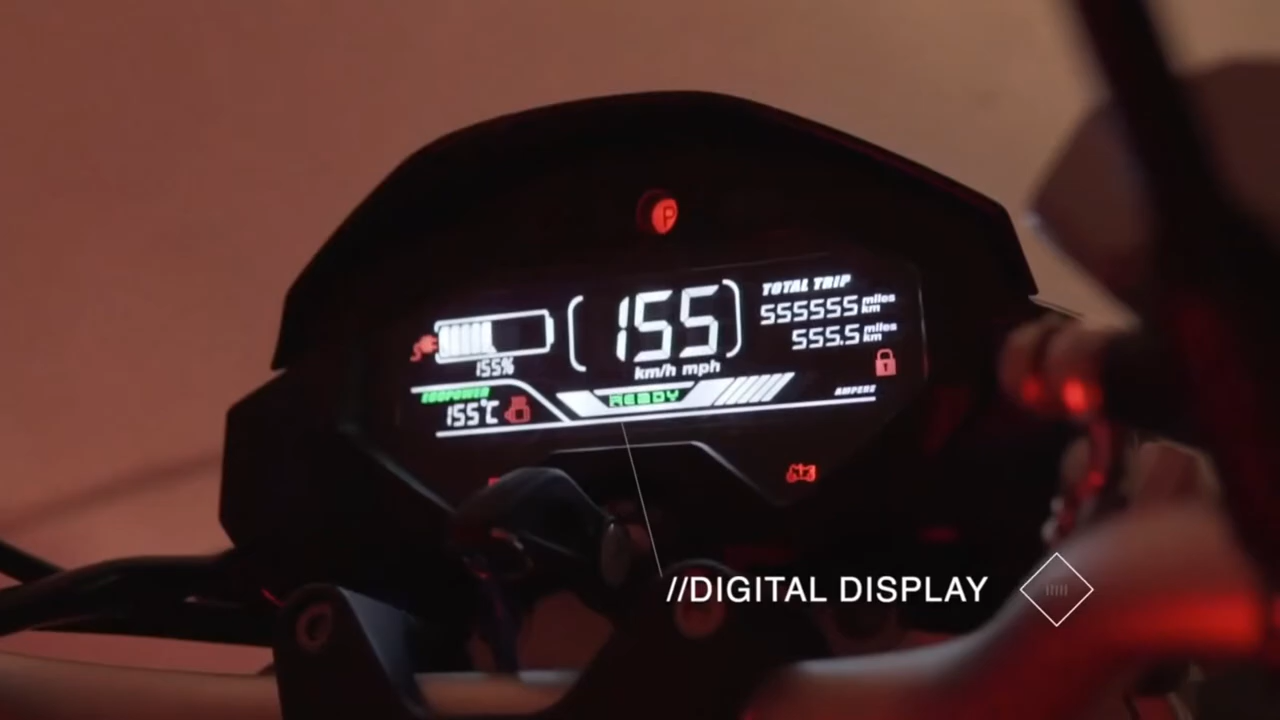 P
TOTAL TRIP
155
555555 miles km
555.5 miles km
155%
km/h mph
ECOPOWER
READY
AMPERE
155°C
//DIGITAL DISPLAY